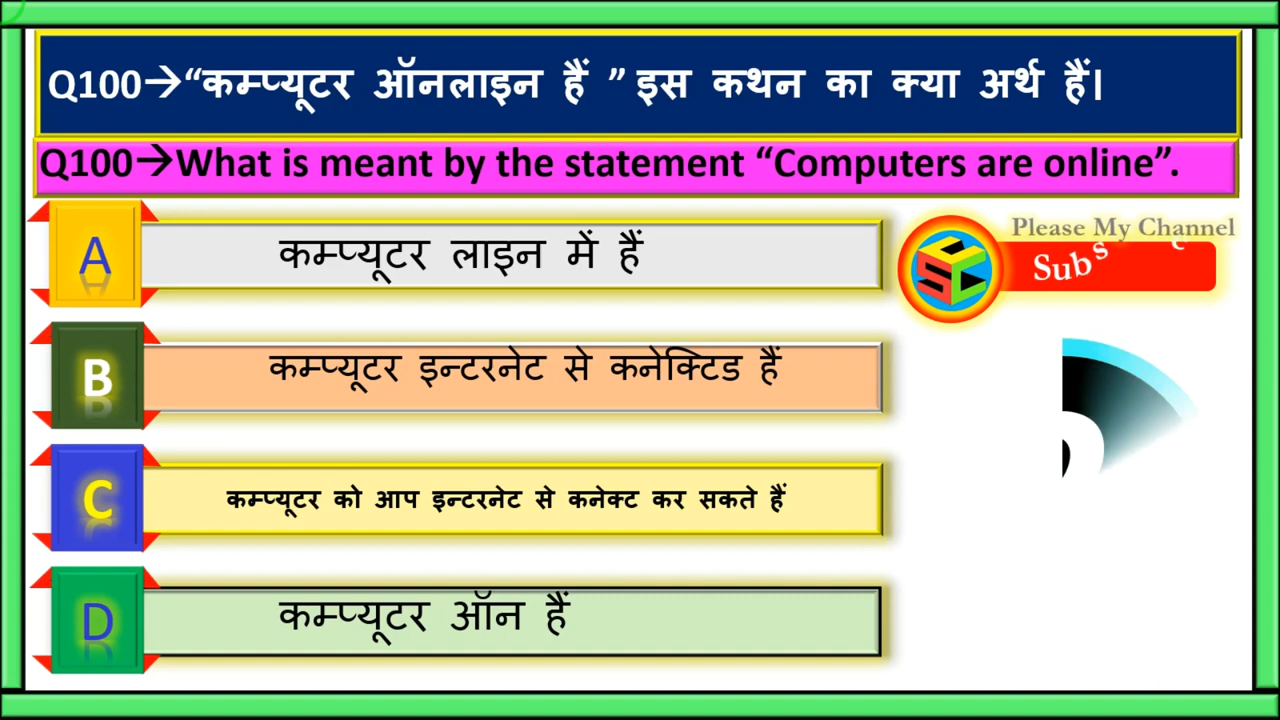 Q100→“कम्प्यूटर ऑनलाइन हैं ” इस कथन का क्या अर्थ हैं।
Q100→What is meant by the statement “Computers are online”.
A
कम्प्यूटर लाइन में हैं
Please My Channel
Subs
B
कम्प्यूटर इन्टरनेट से कनेक्टिड हैं
C
कम्प्यूटर को आप इन्टरनेट से कनेक्ट कर सकते हैं
D
कम्प्यूटर ऑन हैं